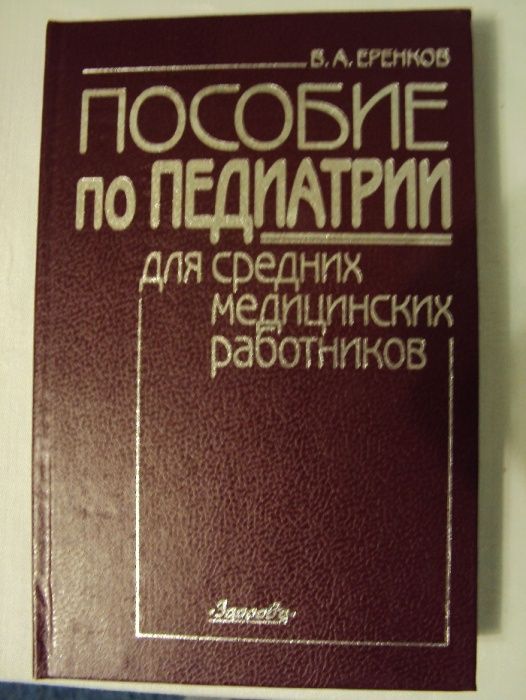 В. А. ЕРЕНКОВ
ПОСОБИЕ
по ПЕДИАТРИИ
для средних
медицинских
работников
«Здоров'я»